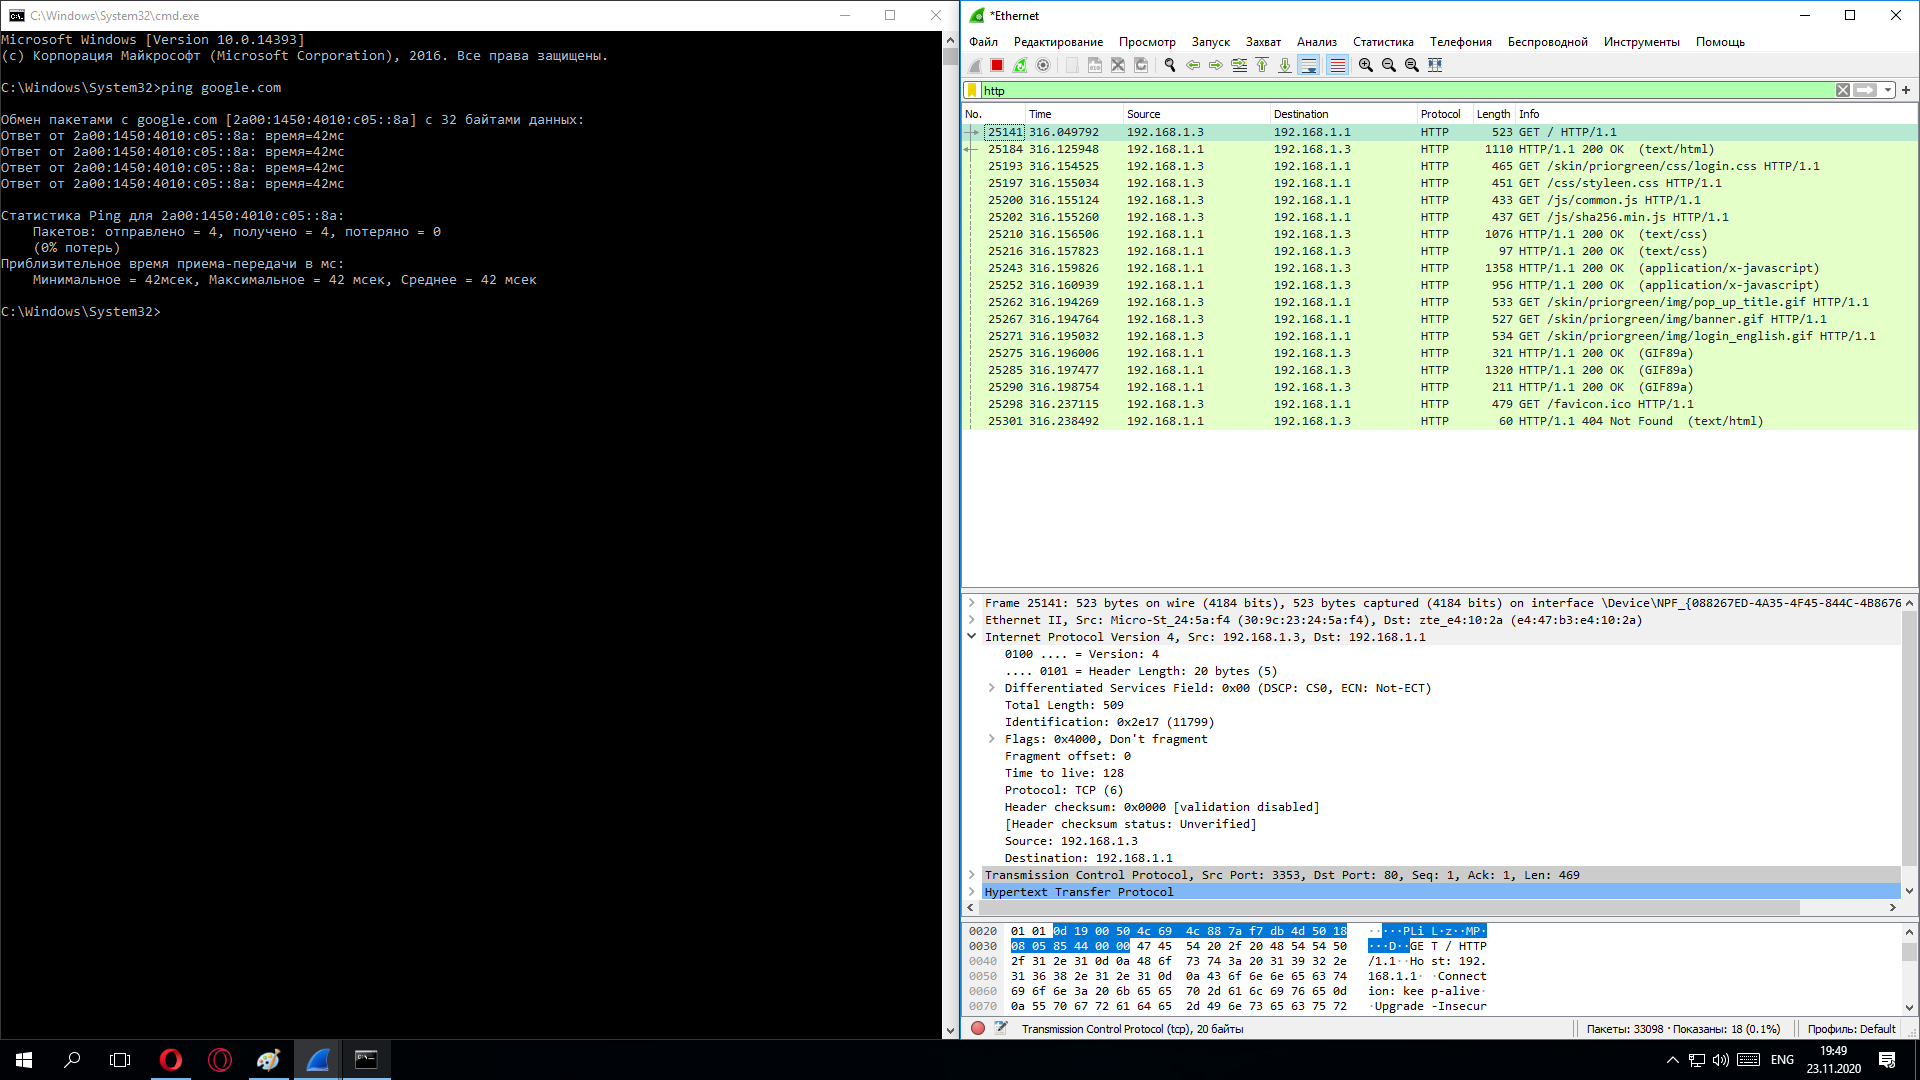 C:\Windows\System32\cmd.exe
Microsoft Windows [Version 10.0.14393]
(c) Корпорация Майкрософт (Microsoft Corporation), 2016. Все права защищены.
C:\Windows\System32>ping google.com
Обмен пакетами с google.com [2a00:1450:4010:c05::8a] с 32 байтами данных:
Ответ от 2a00:1450:4010:c05::8a: время=42мс
Ответ от 2a00:1450:4010:c05::8a: время=42мс
Ответ от 2a00:1450:4010:c05::8a: время=42мс
Ответ от 2a00:1450:4010:c05::8a: время=42мс
Статистика Ping для 2a00:1450:4010:c05::8a:
Пакетов: отправлено = 4, получено = 4, потеряно = 0
(0% потерь)
Приблизительное время приема-передачи в мс:
Минимальное = 42мсек, Максимальное = 42 мсек, Среднее = 42 мсек
C:\Windows\System32>
*Ethernet
Файл Редактирование Просмотр Запуск Захват Анализ Статистика Телефония Беспроводной Инструменты Помощь
http
No. Time Source Destination Protocol Length Info
25141 316.049792 192.168.1.3 192.168.1.1 HTTP 523 GET / HTTP/1.1
25184 316.125948 192.168.1.1 192.168.1.3 HTTP 1110 HTTP/1.1 200 OK (text/html)
25193 316.154525 192.168.1.3 192.168.1.1 HTTP 465 GET /skin/priorgreen/css/login.css HTTP/1.1
25197 316.155034 192.168.1.3 192.168.1.1 HTTP 451 GET /css/styleen.css HTTP/1.1
25200 316.155124 192.168.1.3 192.168.1.1 HTTP 433 GET /js/common.js HTTP/1.1
25202 316.155260 192.168.1.3 192.168.1.1 HTTP 437 GET /js/sha256.min.js HTTP/1.1
25210 316.156506 192.168.1.1 192.168.1.3 HTTP 1076 HTTP/1.1 200 OK (text/css)
25216 316.157823 192.168.1.1 192.168.1.3 HTTP 97 HTTP/1.1 200 OK (text/css)
25243 316.159826 192.168.1.1 192.168.1.3 HTTP 1358 HTTP/1.1 200 OK (application/x-javascript)
25252 316.160939 192.168.1.1 192.168.1.3 HTTP 956 HTTP/1.1 200 OK (application/x-javascript)
25262 316.194269 192.168.1.3 192.168.1.1 HTTP 533 GET /skin/priorgreen/img/pop_up_title.gif HTTP/1.1
25267 316.194764 192.168.1.3 192.168.1.1 HTTP 527 GET /skin/priorgreen/img/banner.gif HTTP/1.1
25271 316.195032 192.168.1.3 192.168.1.1 HTTP 534 GET /skin/priorgreen/img/login_english.gif HTTP/1.1
25275 316.196006 192.168.1.1 192.168.1.3 HTTP 321 HTTP/1.1 200 OK (GIF89a)
25285 316.197477 192.168.1.1 192.168.1.3 HTTP 1320 HTTP/1.1 200 OK (GIF89a)
25290 316.198754 192.168.1.1 192.168.1.3 HTTP 211 HTTP/1.1 200 OK (GIF89a)
25298 316.237115 192.168.1.3 192.168.1.1 HTTP 479 GET /favicon.ico HTTP/1.1
25301 316.238492 192.168.1.1 192.168.1.3 HTTP 60 HTTP/1.1 404 Not Found (text/html)
Frame 25141: 523 bytes on wire (4184 bits), 523 bytes captured (4184 bits) on interface \Device\NPF_{088267ED-4A35-4F45-844C-4B8676
Ethernet II, Src: Micro-St_24:5a:f4 (30:9c:23:24:5a:f4), Dst: zte_e4:10:2a (e4:47:b3:e4:10:2a)
Internet Protocol Version 4, Src: 192.168.1.3, Dst: 192.168.1.1
0100 .... = Version: 4
.... 0101 = Header Length: 20 bytes (5)
Differentiated Services Field: 0x00 (DSCP: CS0, ECN: Not-ECT)
Total Length: 509
Identification: 0x2e17 (11799)
Flags: 0x4000, Don't fragment
Fragment offset: 0
Time to live: 128
Protocol: TCP (6)
Header checksum: 0x0000 [validation disabled]
[Header checksum status: Unverified]
Source: 192.168.1.3
Destination: 192.168.1.1
Transmission Control Protocol, Src Port: 3353, Dst Port: 80, Seq: 1, Ack: 1, Len: 469
Hypertext Transfer Protocol
0020 01 01 0d 19 00 50 4c 69 4c 88 7a f7 db 4d 50 18 ·····PLi L·z··MP·
0030 08 05 85 44 00 00 47 45 54 20 2f 20 48 54 54 50 ···D··GE T / HTTP
0040 2f 31 2e 31 0d 0a 48 6f 73 74 3a 20 31 39 32 2e /1.1··Ho st: 192.
0050 31 36 38 2e 31 2e 31 0d 0a 43 6f 6e 6e 65 63 74 168.1.1· ·Connect
0060 69 6f 6e 3a 20 6b 65 65 70 2d 61 6c 69 76 65 0d ion: kee p-alive·
0070 0a 55 70 67 72 61 64 65 2d 49 6e 73 65 63 75 72 ·Upgrade -Insecur
Transmission Control Protocol (tcp), 20 байты Пакеты: 33098 · Показаны: 18 (0.1%) Профиль: Default
ENG 19:49
23.11.2020